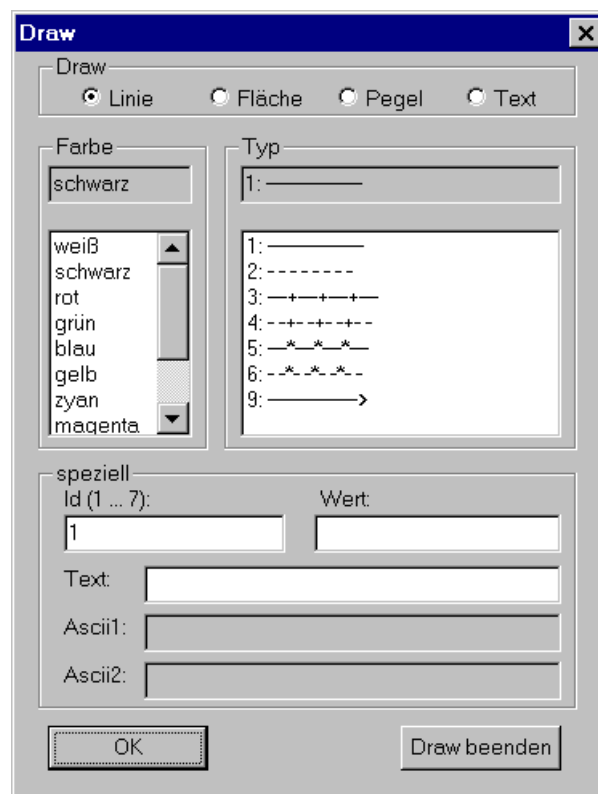 Draw
Draw
Linie Fläche Pegel Text
Farbe
schwarz
weiß
schwarz
rot
grün
blau
gelb
zyan
magenta
Typ
1: ————
1: ————
2: --------
3: —+—+—+—
4: --+--+--+--
5: —*—*—*—
6: --*--*--*--
9: ————>
speziell
Id (1 ... 7): Wert:
1
Text:
Ascii1:
Ascii2:
OK Draw beenden